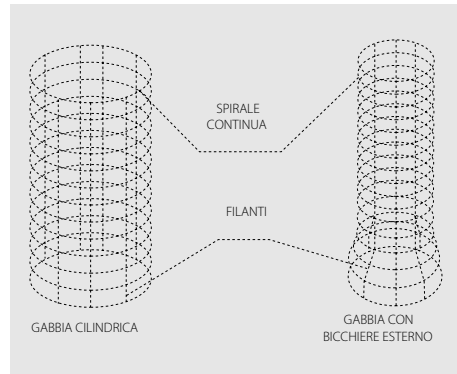 SPIRALE
CONTINUA
FILANTI
GABBIA CILINDRICA
GABBIA CON
BICCHIERE ESTERNO